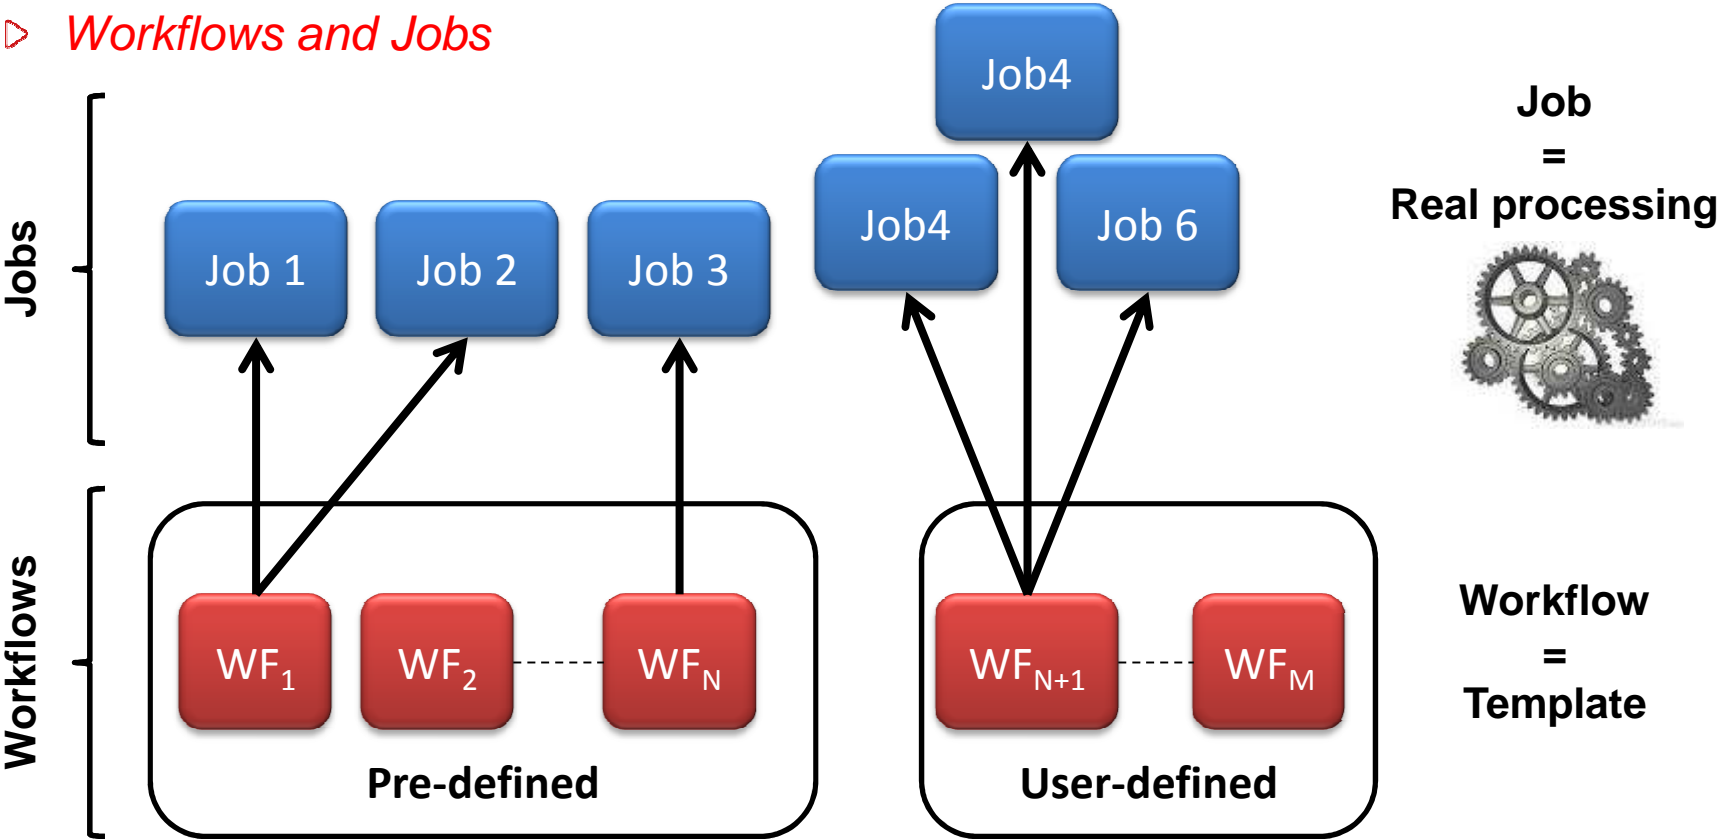 Workflows and Jobs
Job4
Job4
Job 6
Job 1
Job 2
Job 3
Jobs
Job
=
Real processing
Workflows
WF1
WF2
WFN
WFN+1
WFM
Pre-defined
User-defined
Workflow
=
Template